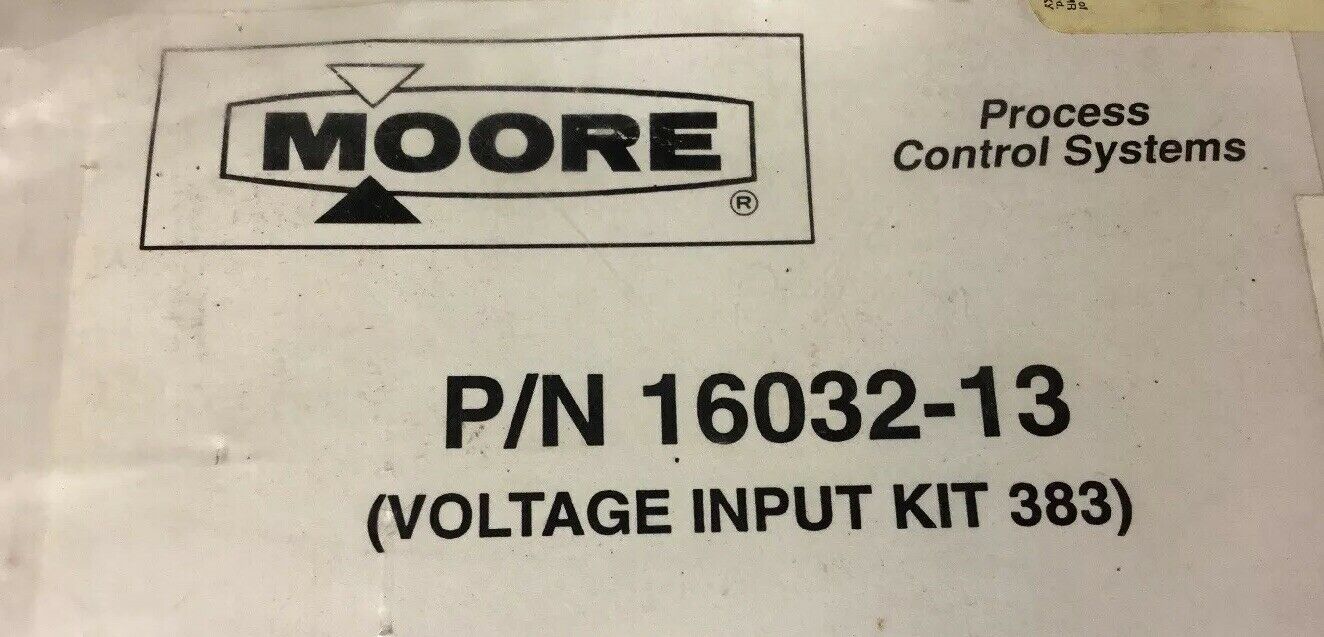 MOORE
®
Process
Control Systems
P/N 16032-13
(VOLTAGE INPUT KIT 383)